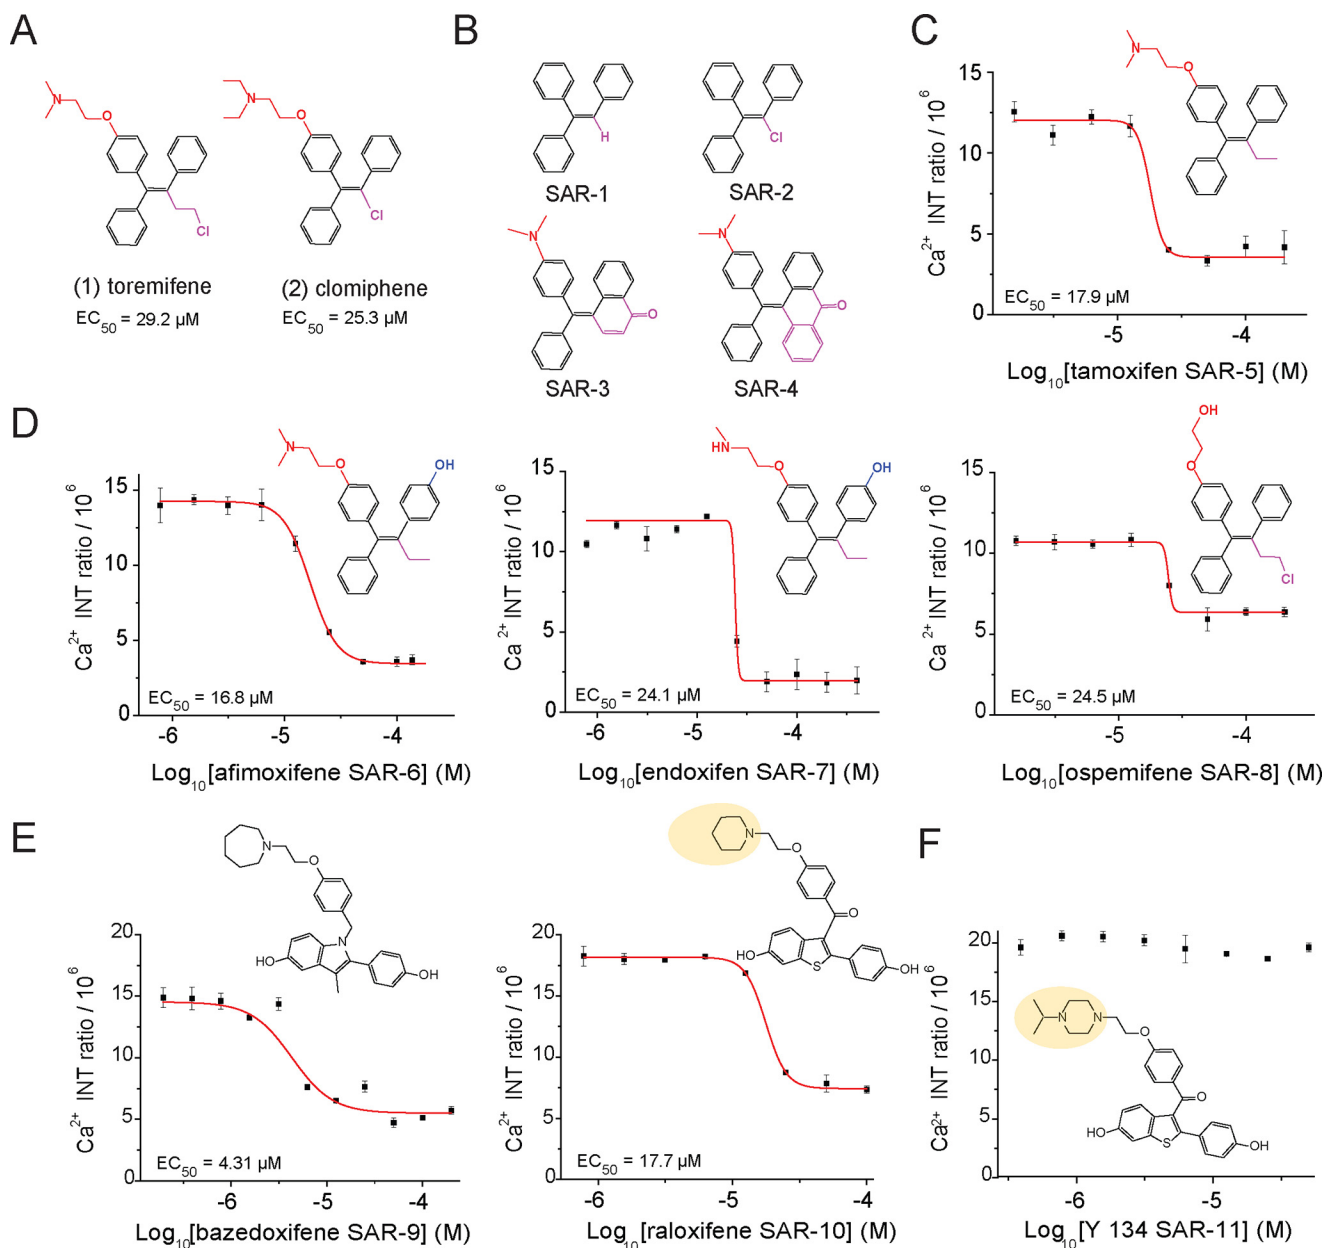 A
N
O
Cl
(1) toremifene
EC50 = 29.2 µM
N
O
Cl
(2) clomiphene
EC50 = 25.3 µM
B
H
SAR-1
Cl
SAR-2
N
O
SAR-3
N
O
SAR-4
C
N
O
Ca2+ INT ratio / 10 6
15
10
5
0
EC50 = 17.9 µM
-5
-4
Log10[tamoxifen SAR-5] (M)
D
N
O
OH
Ca2+ INT ratio / 10 6
15
10
5
0
EC50 = 16.8 µM
-6
-5
-4
Log10[afimoxifene SAR-6] (M)
HN
O
OH
Ca2+ INT ratio / 10 6
15
10
5
0
EC50 = 24.1 µM
-6
-5
-4
Log10[endoxifen SAR-7] (M)
OH
O
Cl
Ca2+ INT ratio / 10 6
15
10
5
0
EC50 = 24.5 µM
-5
-4
Log10[ospemifene SAR-8] (M)
E
N
O
N
HO
OH
Ca2+ INT ratio / 10 6
20
15
10
5
0
EC50 = 4.31 µM
-6
-5
-4
Log10[bazedoxifene SAR-9] (M)
N
O
O
HO
S
OH
Ca2+ INT ratio / 10 6
20
15
10
5
0
EC50 = 17.7 µM
-6
-5
-4
Log10[raloxifene SAR-10] (M)
F
N
N
O
O
HO
S
OH
Ca2+ INT ratio / 10 6
20
15
10
5
0
-6
-5
Log10[Y 134 SAR-11] (M)